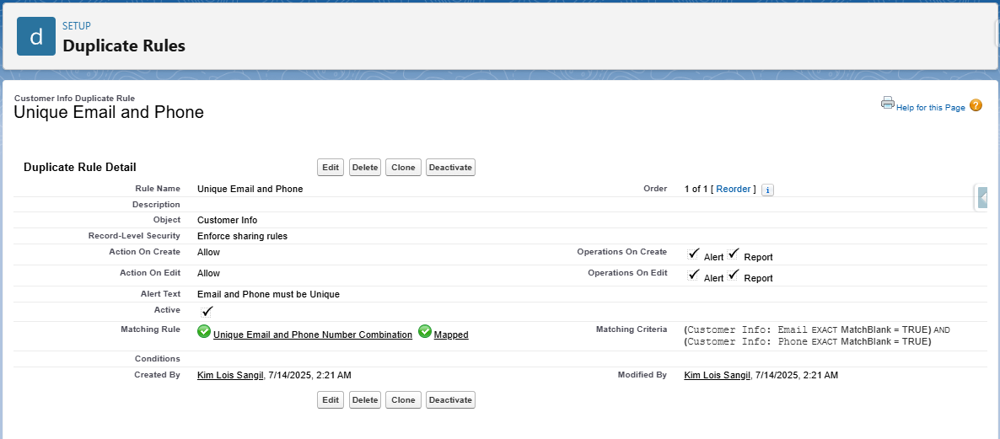 d
SETUP
Duplicate Rules
Customer Info Duplicate Rule
Unique Email and Phone
Help for this Page ?
Duplicate Rule Detail Edit Delete Clone Deactivate
Rule Name Unique Email and Phone Order 1 of 1 [ Reorder ] i
Description
Object Customer Info
Record-Level Security Enforce sharing rules
Action On Create Allow Operations On Create Alert Report
Action On Edit Allow Operations On Edit Alert Report
Alert Text Email and Phone must be Unique
Active
Matching Rule Unique Email and Phone Number Combination Mapped Matching Criteria (Customer Info: Email EXACT MatchBlank = TRUE) AND
(Customer Info: Phone EXACT MatchBlank = TRUE)
Conditions
Created By Kim Lois Sangil, 7/14/2025, 2:21 AM Modified By Kim Lois Sangil, 7/14/2025, 2:21 AM
Edit Delete Clone Deactivate